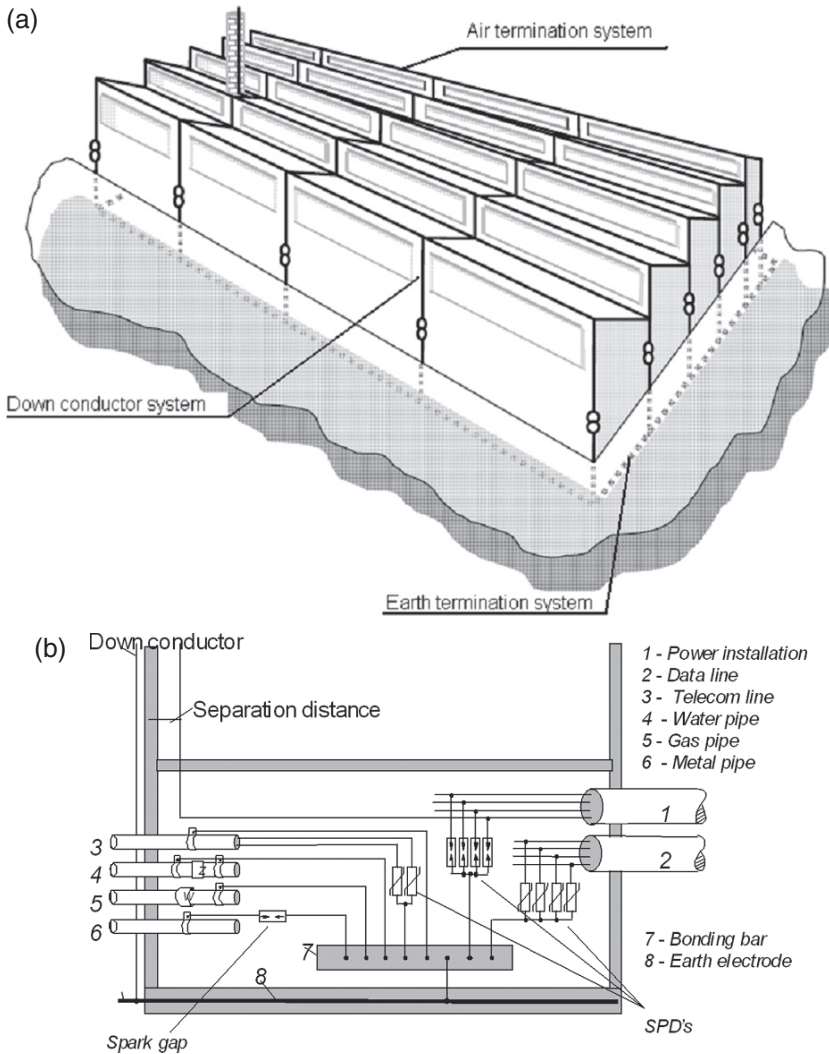 (a)
Air termination system
Down conductor system
Earth termination system
(b)
Down conductor
Separation distance
1 - Power installation
2 - Data line
3 - Telecom line
4 - Water pipe
5 - Gas pipe
6 - Metal pipe
1
2
3
4
Z
5
W
6
7
7 - Bonding bar
8 - Earth electrode
8
Spark gap
SPD's